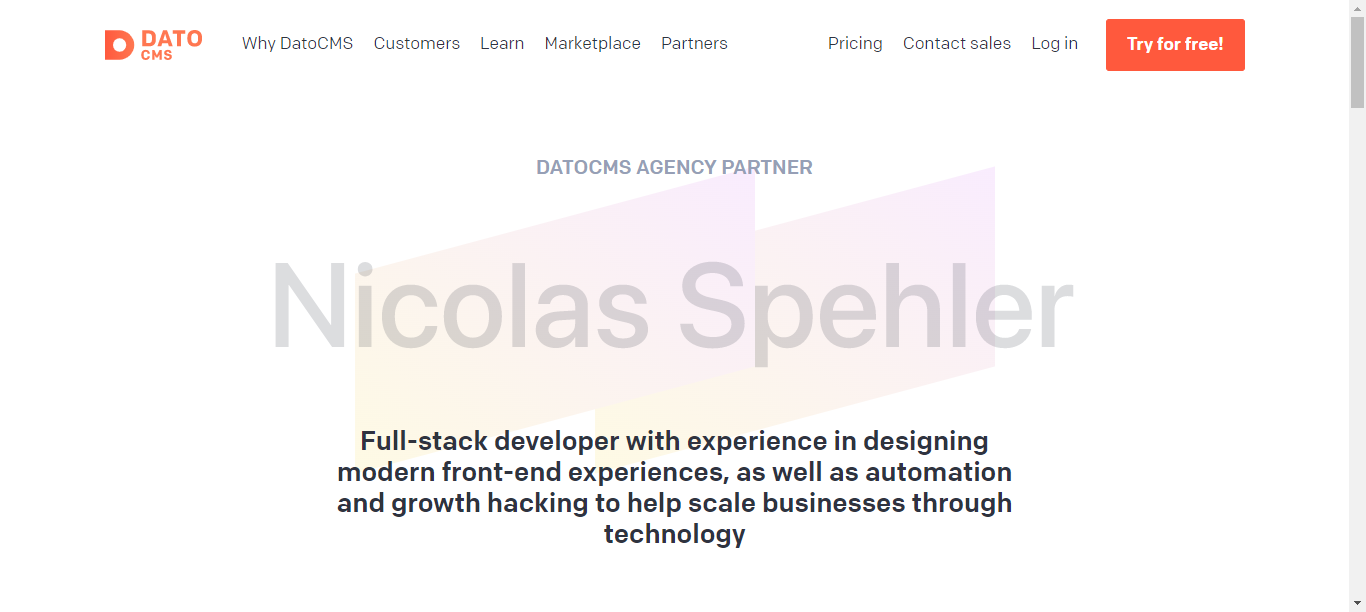 DATO
CMS
Why DatoCMS Customers Learn Marketplace Partners Pricing Contact sales Log in Try for free!
DATOCMS AGENCY PARTNER
Nicolas Spehler
Full-stack developer with experience in designing
modern front-end experiences, as well as automation
and growth hacking to help scale businesses through
technology